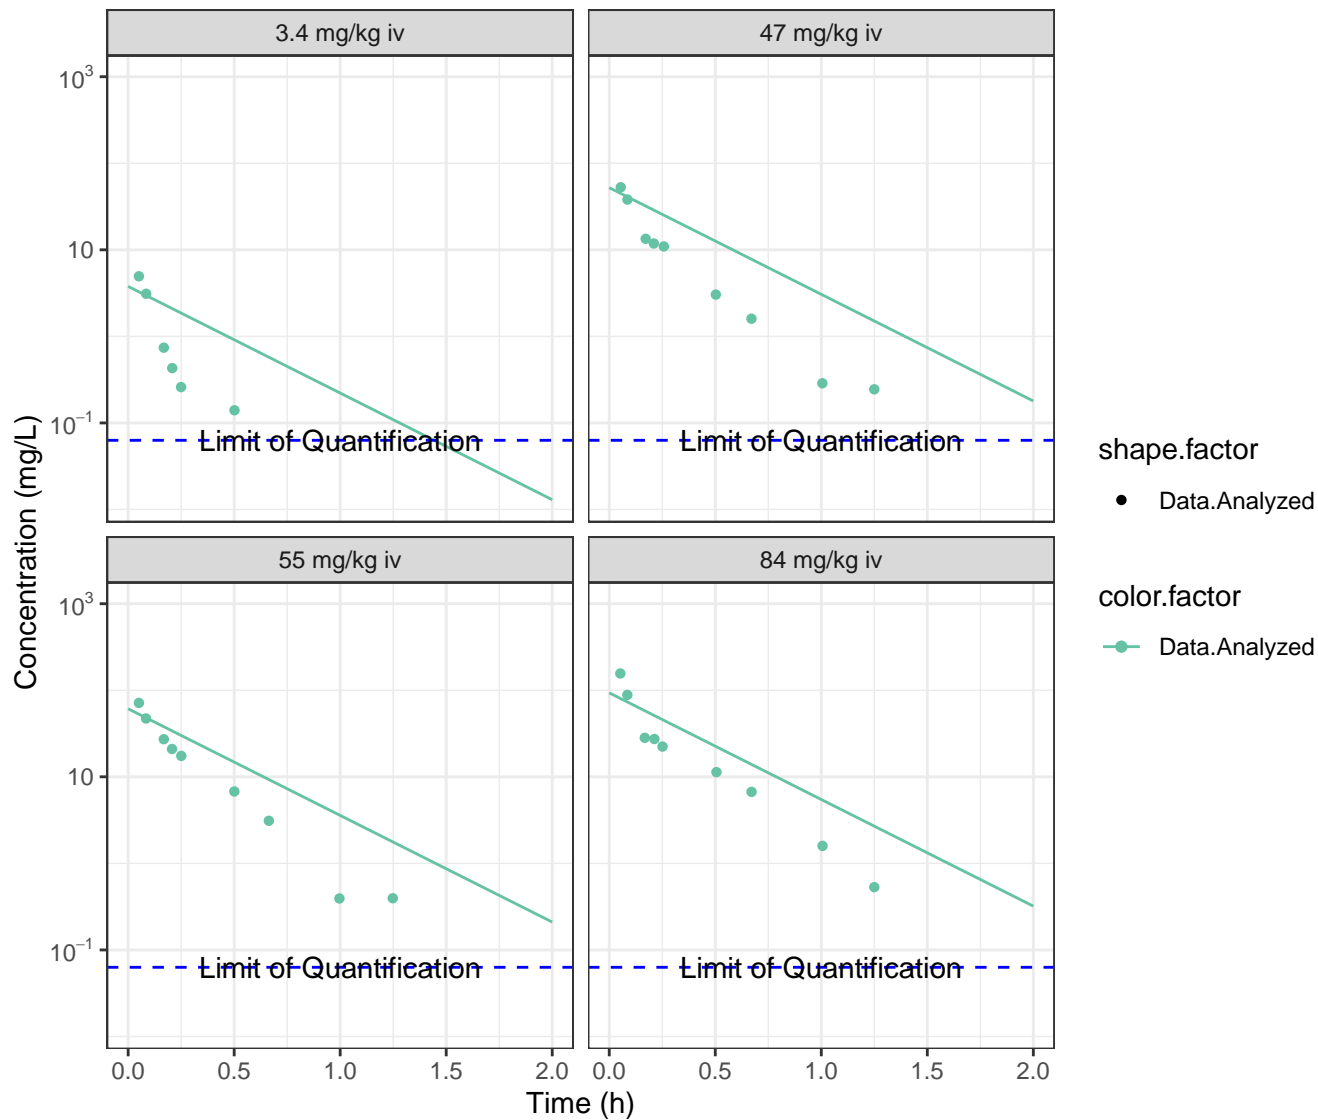 3.4 mg/kg iv
47 mg/kg iv
10³
10
10⁻¹
Limit of Quantification
Limit of Quantification
55 mg/kg iv
84 mg/kg iv
10³
10
10⁻¹
Limit of Quantification
Limit of Quantification
0.0 0.5 1.0 1.5 2.0
0.0 0.5 1.0 1.5 2.0
Time (h)
Concentration (mg/L)
shape.factor
Data.Analyzed
color.factor
Data.Analyzed